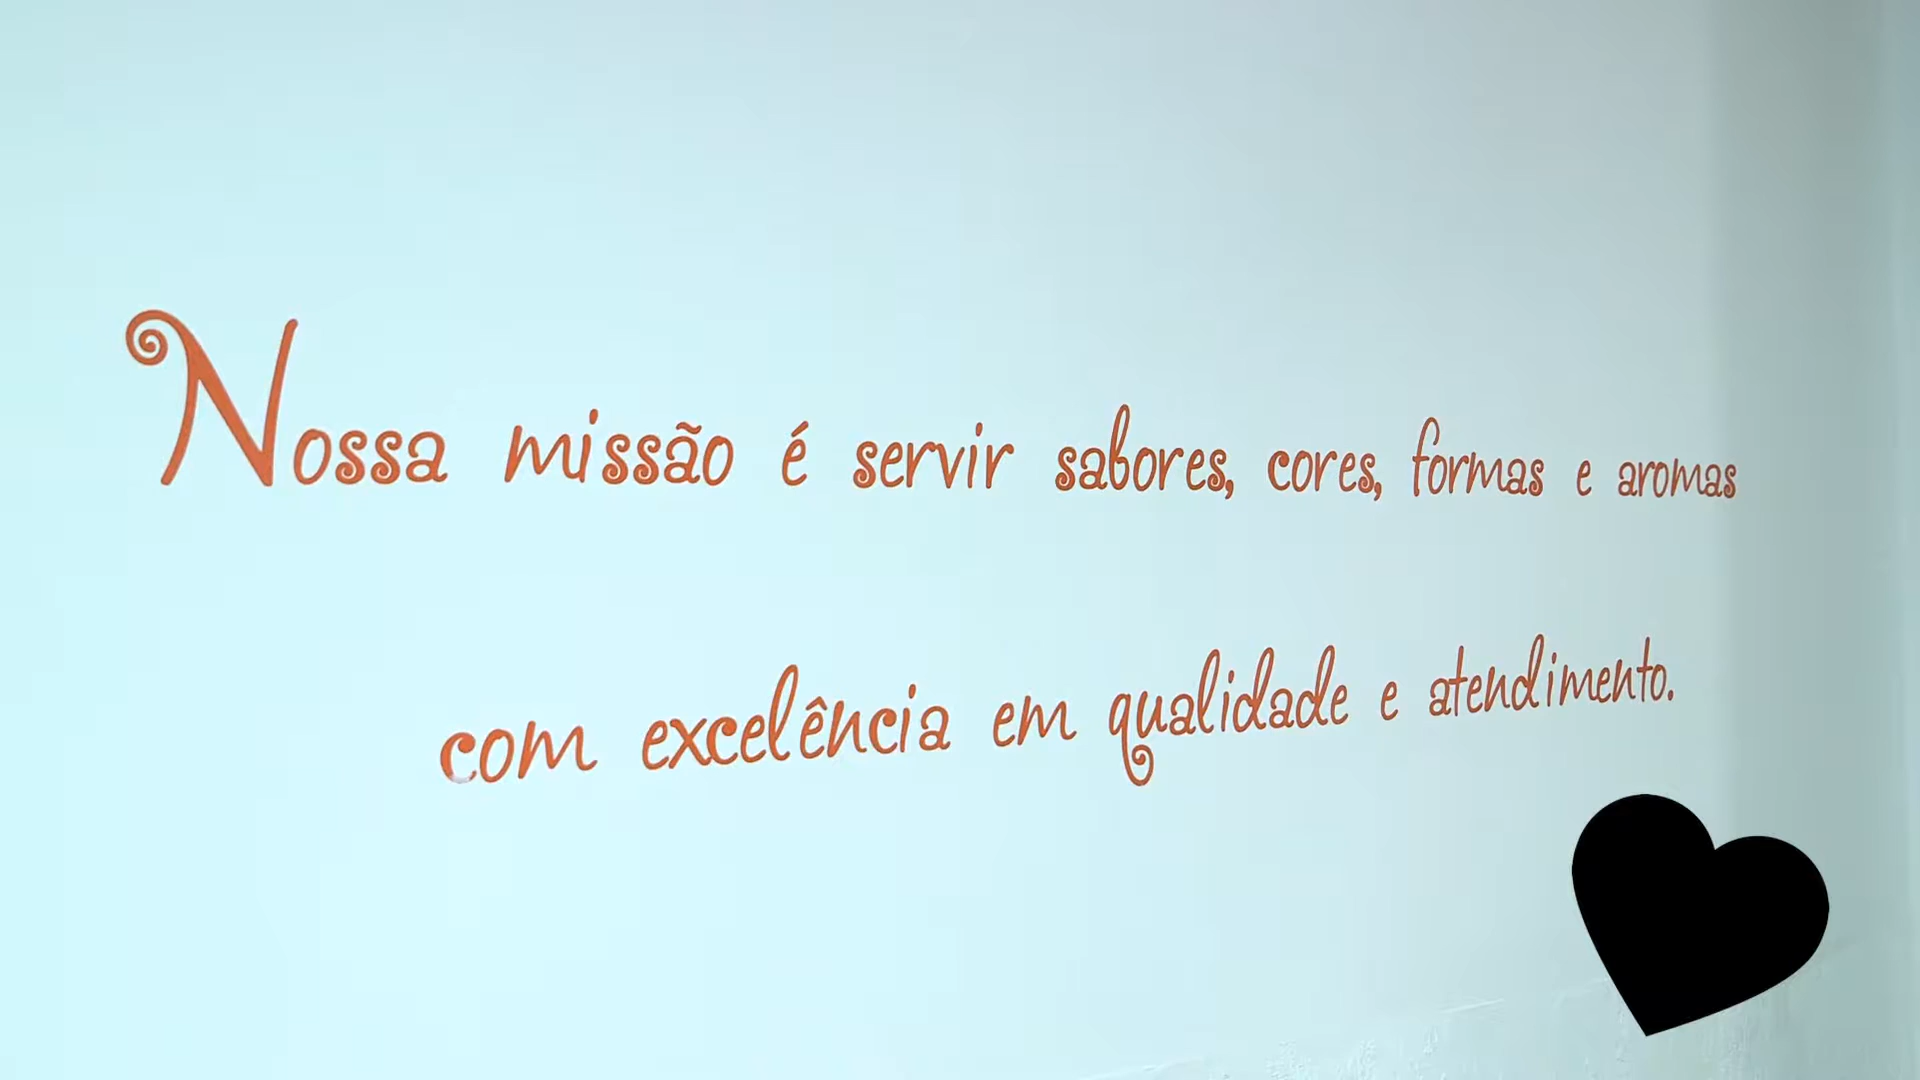 Nossa missão é servir sabores, cores, formas e aromas
com excelência em qualidade e atendimento.